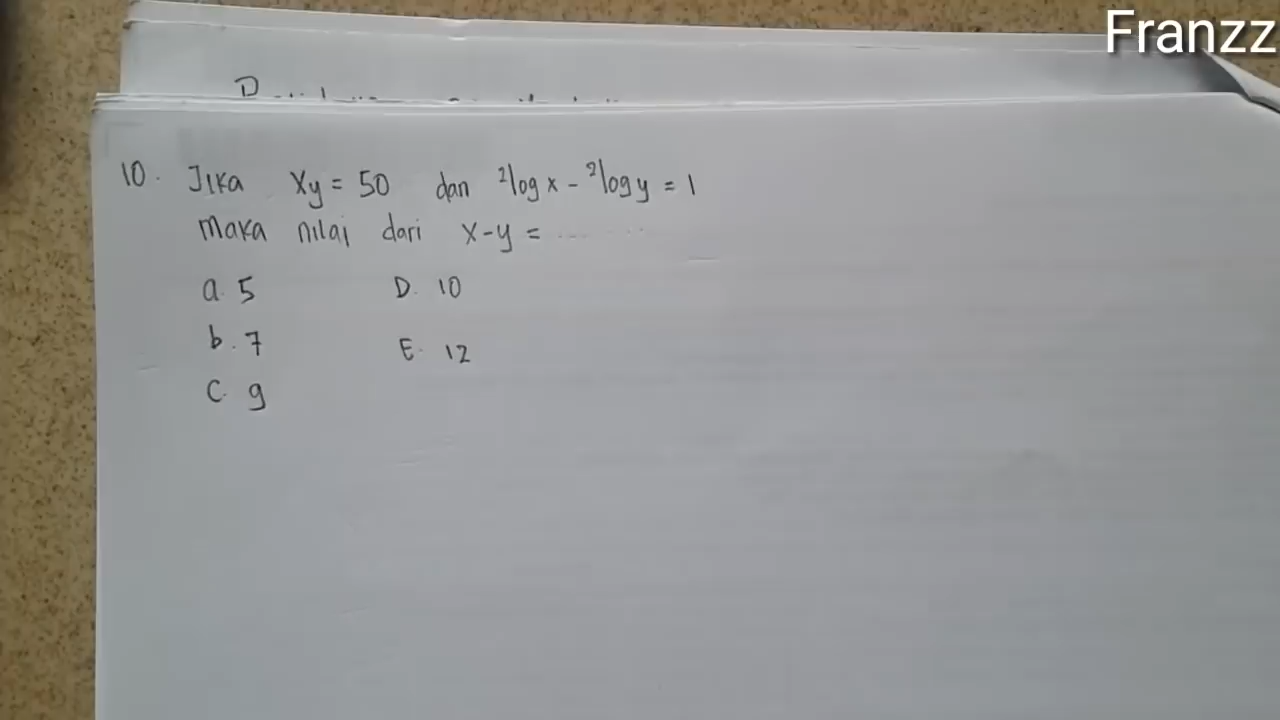 Franzz
10. Jika xy = 50 dan ²log x - ²log y = 1
maka nilai dari x-y = ........
a. 5 D. 10
b. 7 E. 12
C. 9